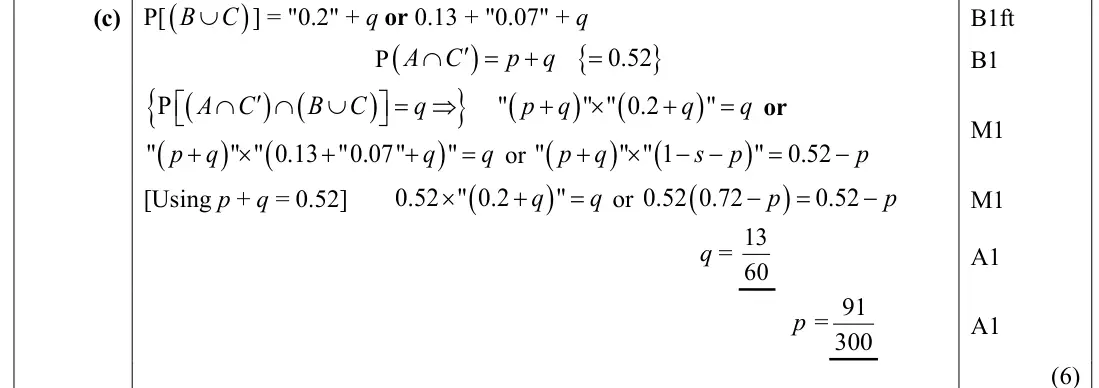 (c) P[(B∪C)] = "0.2" + q or 0.13 + "0.07" + q B1ft
P(A∩C′) = p + q {= 0.52} B1
{P[(A∩C′)∩(B∪C)] = q ⇒} "(p+q)"×"(0.2+q)" = q or
"(p+q)"×"(0.13+"0.07"+q)" = q or "(p+q)"×"(1−s−p)" = 0.52 − p M1
[Using p + q = 0.52] 0.52×"(0.2+q)" = q or 0.52(0.72−p) = 0.52 − p M1
q = 13/60 A1
p = 91/300 A1
(6)